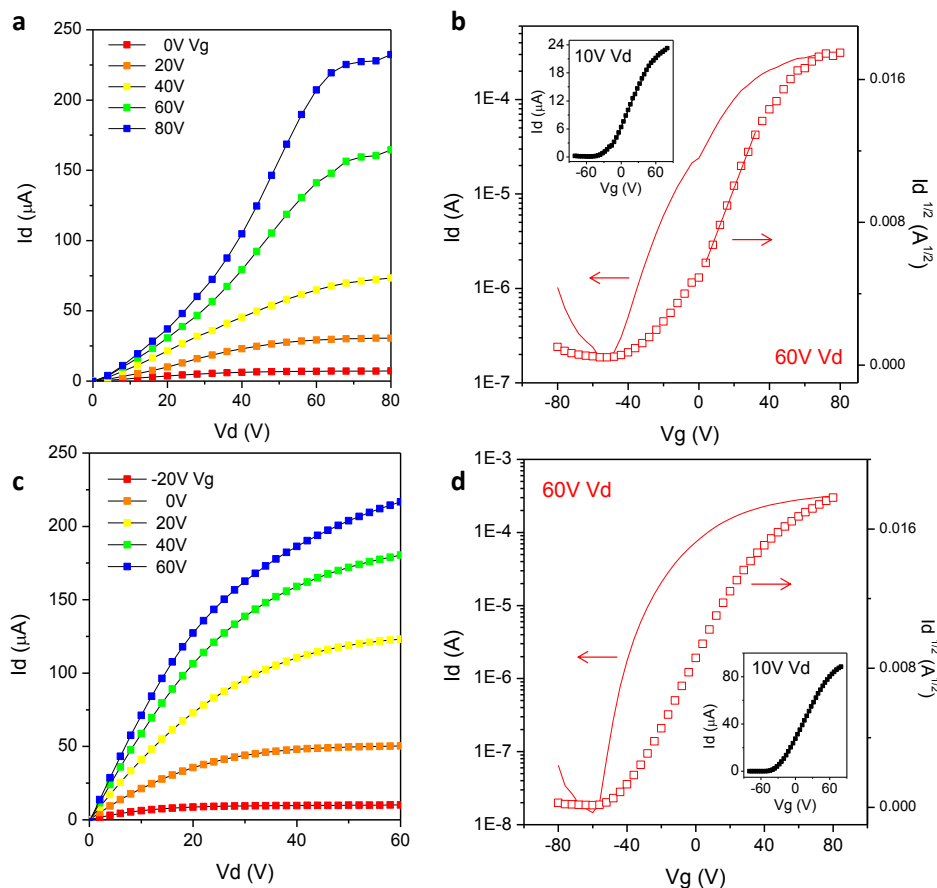 a
250
200
150
100
50
0
Id (μA)
0V Vg
20V
40V
60V
80V
0 20 40 60 80
Vd (V)
b
1E-4
1E-5
1E-6
1E-7
Id (A)
10V Vd
24
18
12
6
0
Id (μA)
-60 0 60
Vg (V)
60V Vd
0.016
0.008
0.000
Id 1/2 (A1/2)
-80 -40 0 40 80
Vg (V)
c
250
200
150
100
50
0
Id (μA)
-20V Vg
0V
20V
40V
60V
0 20 40 60
Vd (V)
d
1E-3
1E-4
1E-5
1E-6
1E-7
1E-8
Id (A)
60V Vd
10V Vd
80
40
0
Id (μA)
-60 0 60
Vg (V)
0.016
0.008
0.000
Id 1/2 (A1/2)
-80 -40 0 40 80
Vg (V)